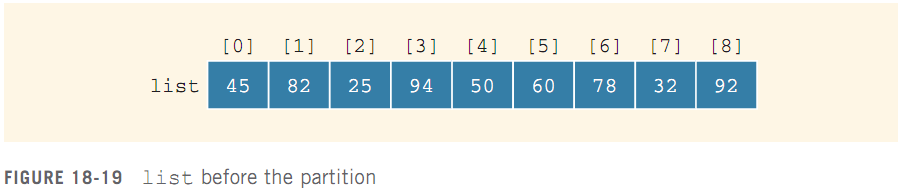 [0] [1] [2] [3] [4] [5] [6] [7] [8]
list 45 82 25 94 50 60 78 32 92
FIGURE 18-19 list before the partition